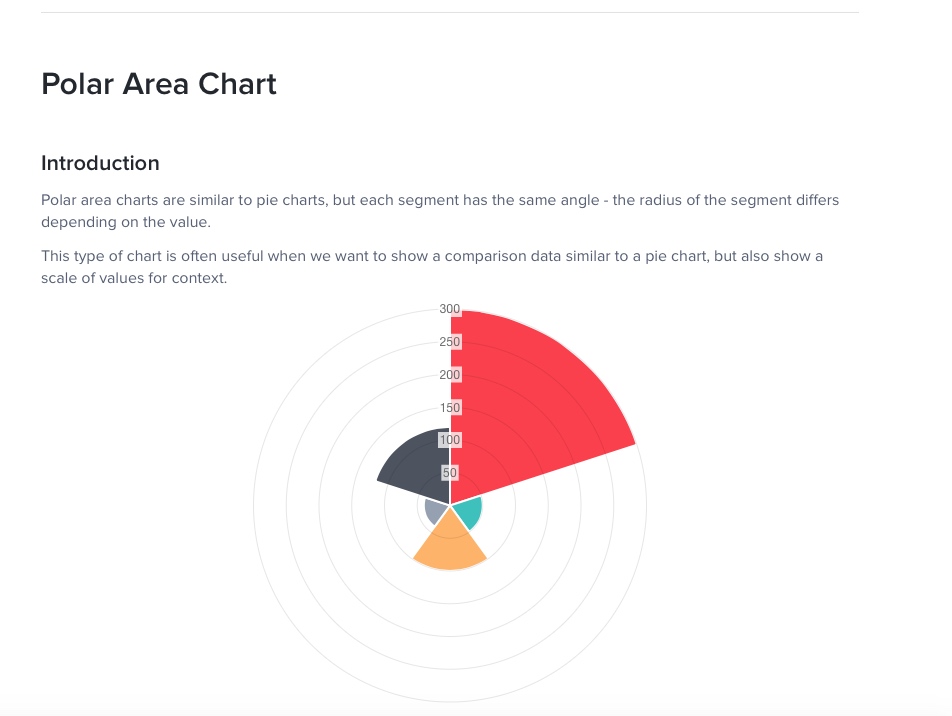 Polar Area Chart
Introduction
Polar area charts are similar to pie charts, but each segment has the same angle - the radius of the segment differs
depending on the value.
This type of chart is often useful when we want to show a comparison data similar to a pie chart, but also show a
scale of values for context.
300
250
200
150
100
50